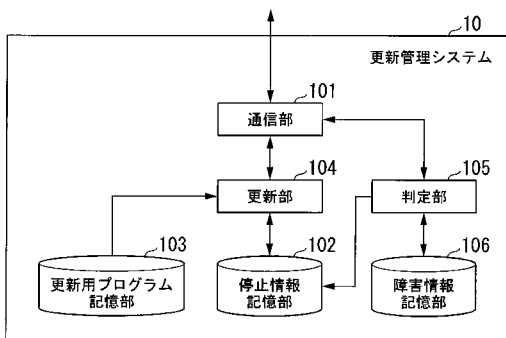 10
更新管理システム
101
通信部
104
更新部
105
判定部
103
更新用プログラム
記憶部
102
停止情報
記憶部
106
障害情報
記憶部